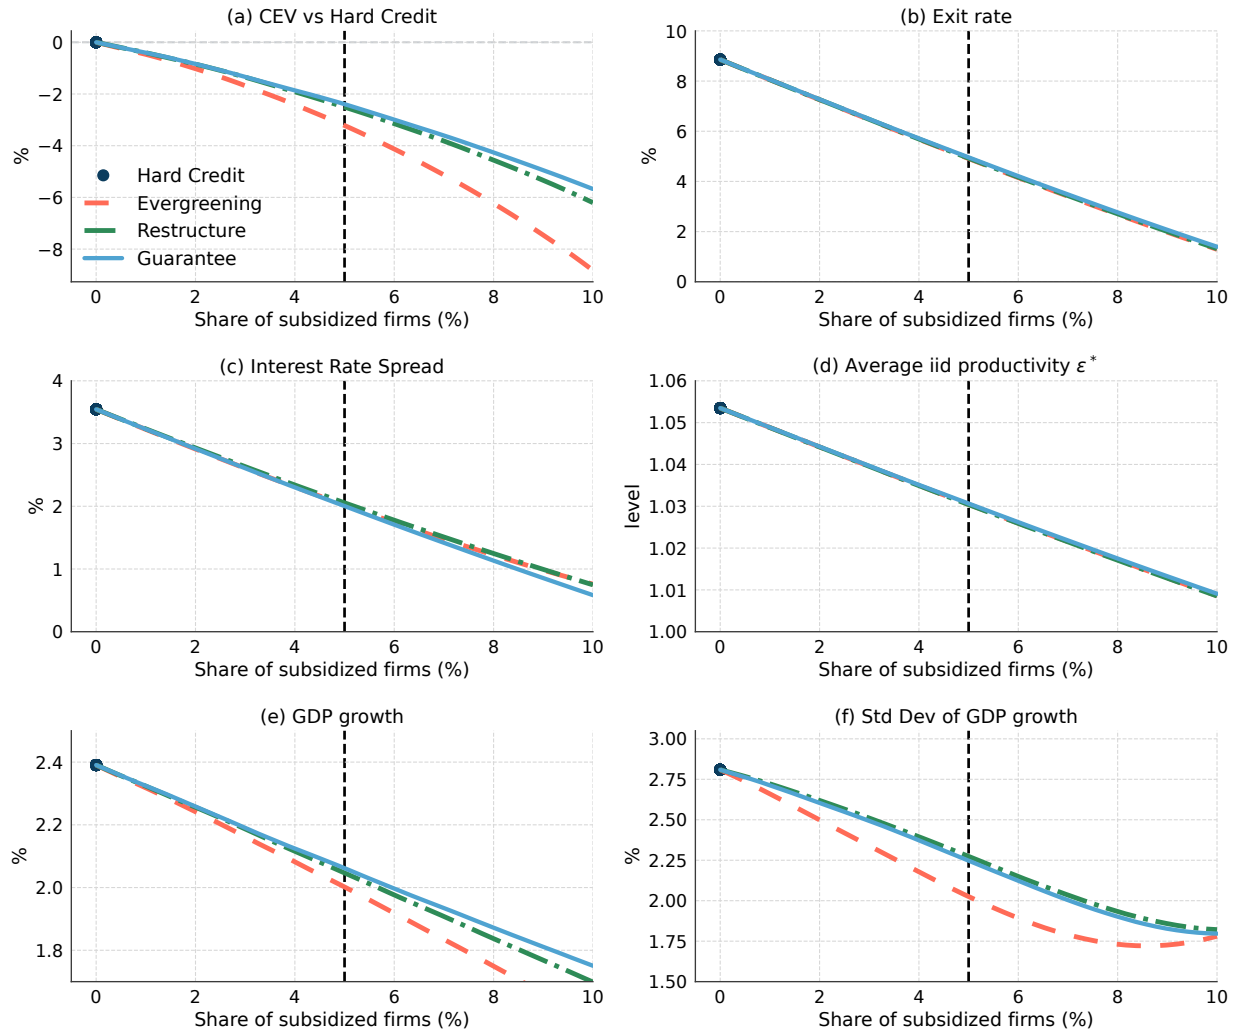 (a) CEV vs Hard Credit
%
0
−2
−4
−6
−8
Hard Credit
Evergreening
Restructure
Guarantee
0 2 4 6 8 10
Share of subsidized firms (%)
(b) Exit rate
%
10
8
6
4
2
0
0 2 4 6 8 10
Share of subsidized firms (%)
(c) Interest Rate Spread
%
4
3
2
1
0
0 2 4 6 8 10
Share of subsidized firms (%)
(d) Average iid productivity ε*
level
1.06
1.05
1.04
1.03
1.02
1.01
1.00
0 2 4 6 8 10
Share of subsidized firms (%)
(e) GDP growth
%
2.4
2.2
2.0
1.8
0 2 4 6 8 10
Share of subsidized firms (%)
(f) Std Dev of GDP growth
%
3.00
2.75
2.50
2.25
2.00
1.75
1.50
0 2 4 6 8 10
Share of subsidized firms (%)